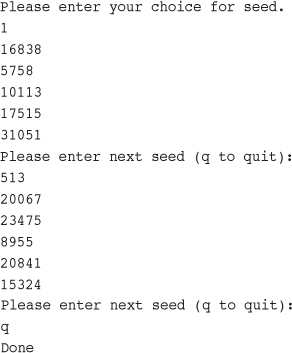 Please enter your choice for seed.
1
16838
5758
10113
17515
31051
Please enter next seed (q to quit):
513
20067
23475
8955
20841
15324
Please enter next seed (q to quit):
q
Done